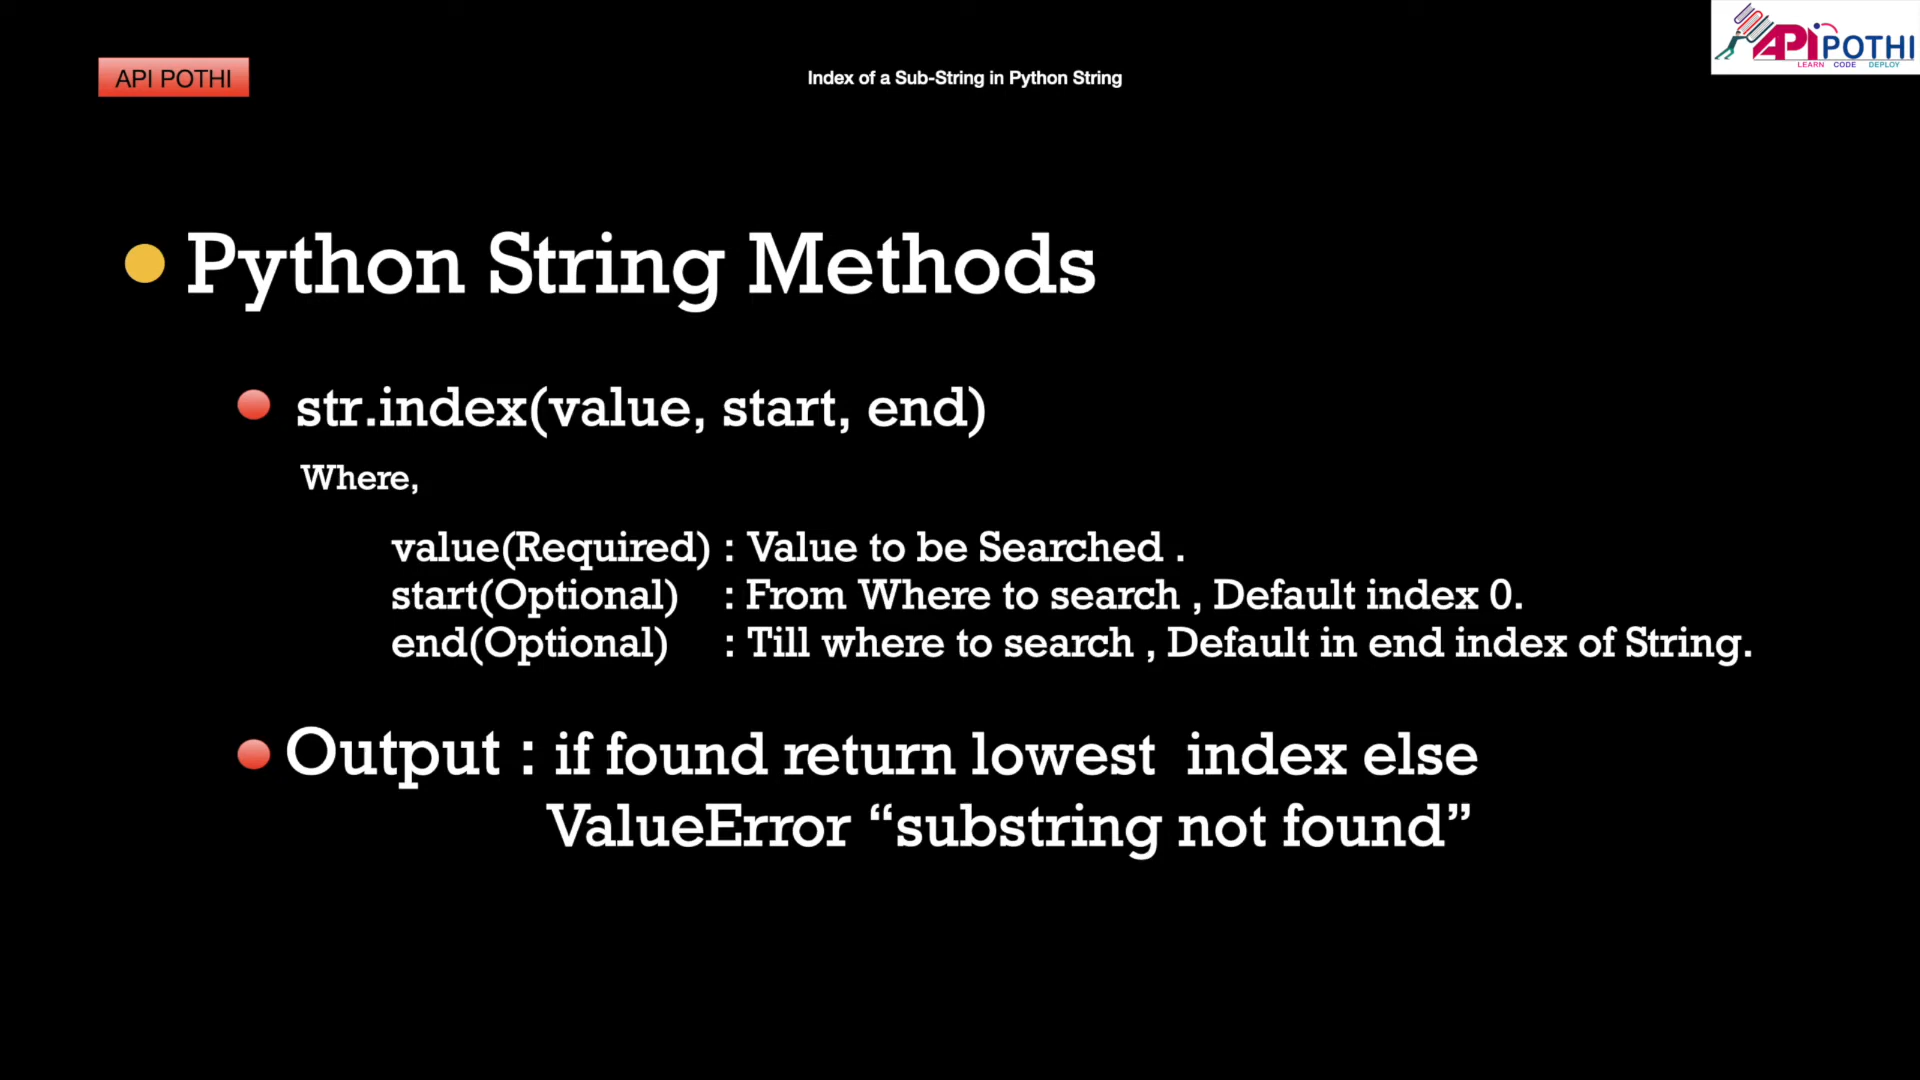 API POTHI
Index of a Sub-String in Python String
APIPOTHI
LEARN CODE DEPLOY
Python String Methods
str.index(value, start, end)
Where,
value(Required) : Value to be Searched .
start(Optional) : From Where to search , Default index 0.
end(Optional) : Till where to search , Default in end index of String.
Output : if found return lowest index else
ValueError “substring not found”